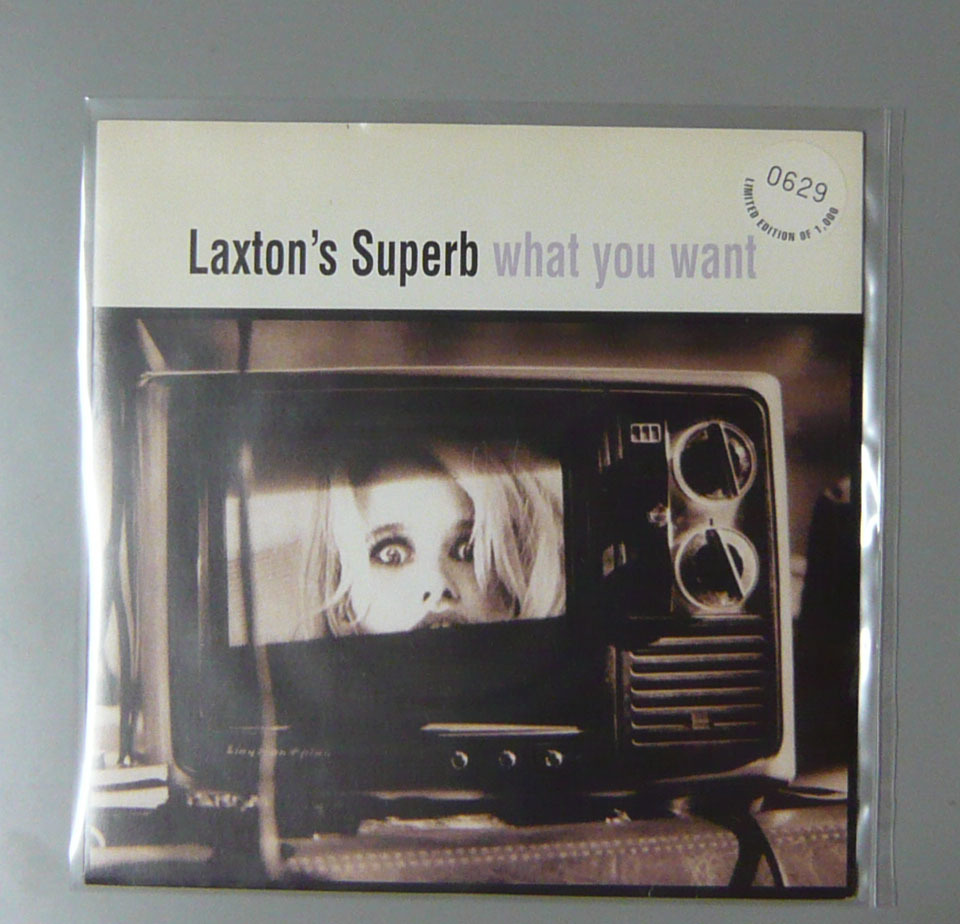 0629
LIMITED EDITION OF 1,000
Laxton's Superb what you want